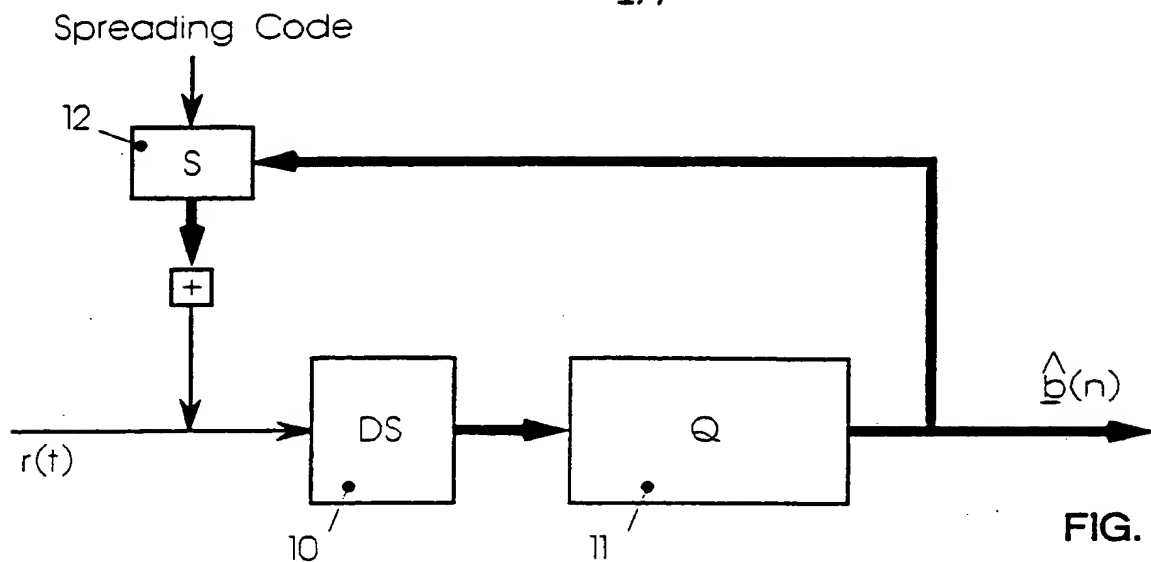 Spreading Code
12
S
+
r(t)
DS
Q
b̲̂(n)
10
11
FIG.